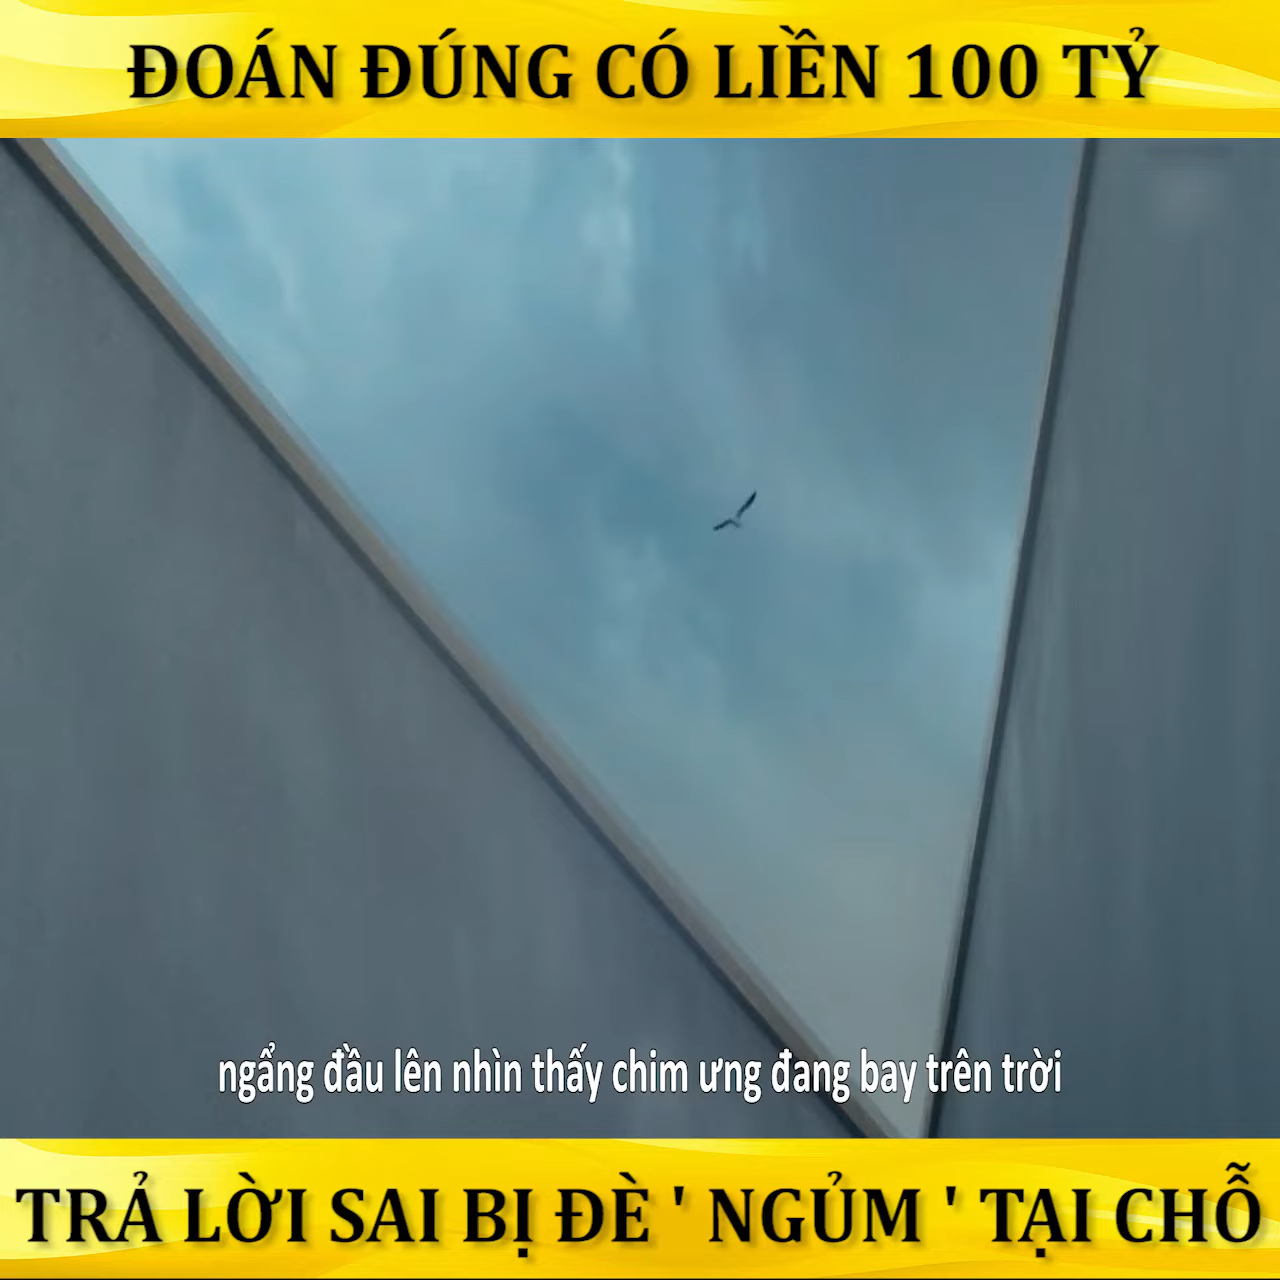 ĐOÁN ĐÚNG CÓ LIỀN 100 TỶ
ngẩng đầu lên nhìn thấy chim ưng đang bay trên trời
TRẢ LỜI SAI BỊ ĐÈ ' NGỦM ' TẠI CHỖ